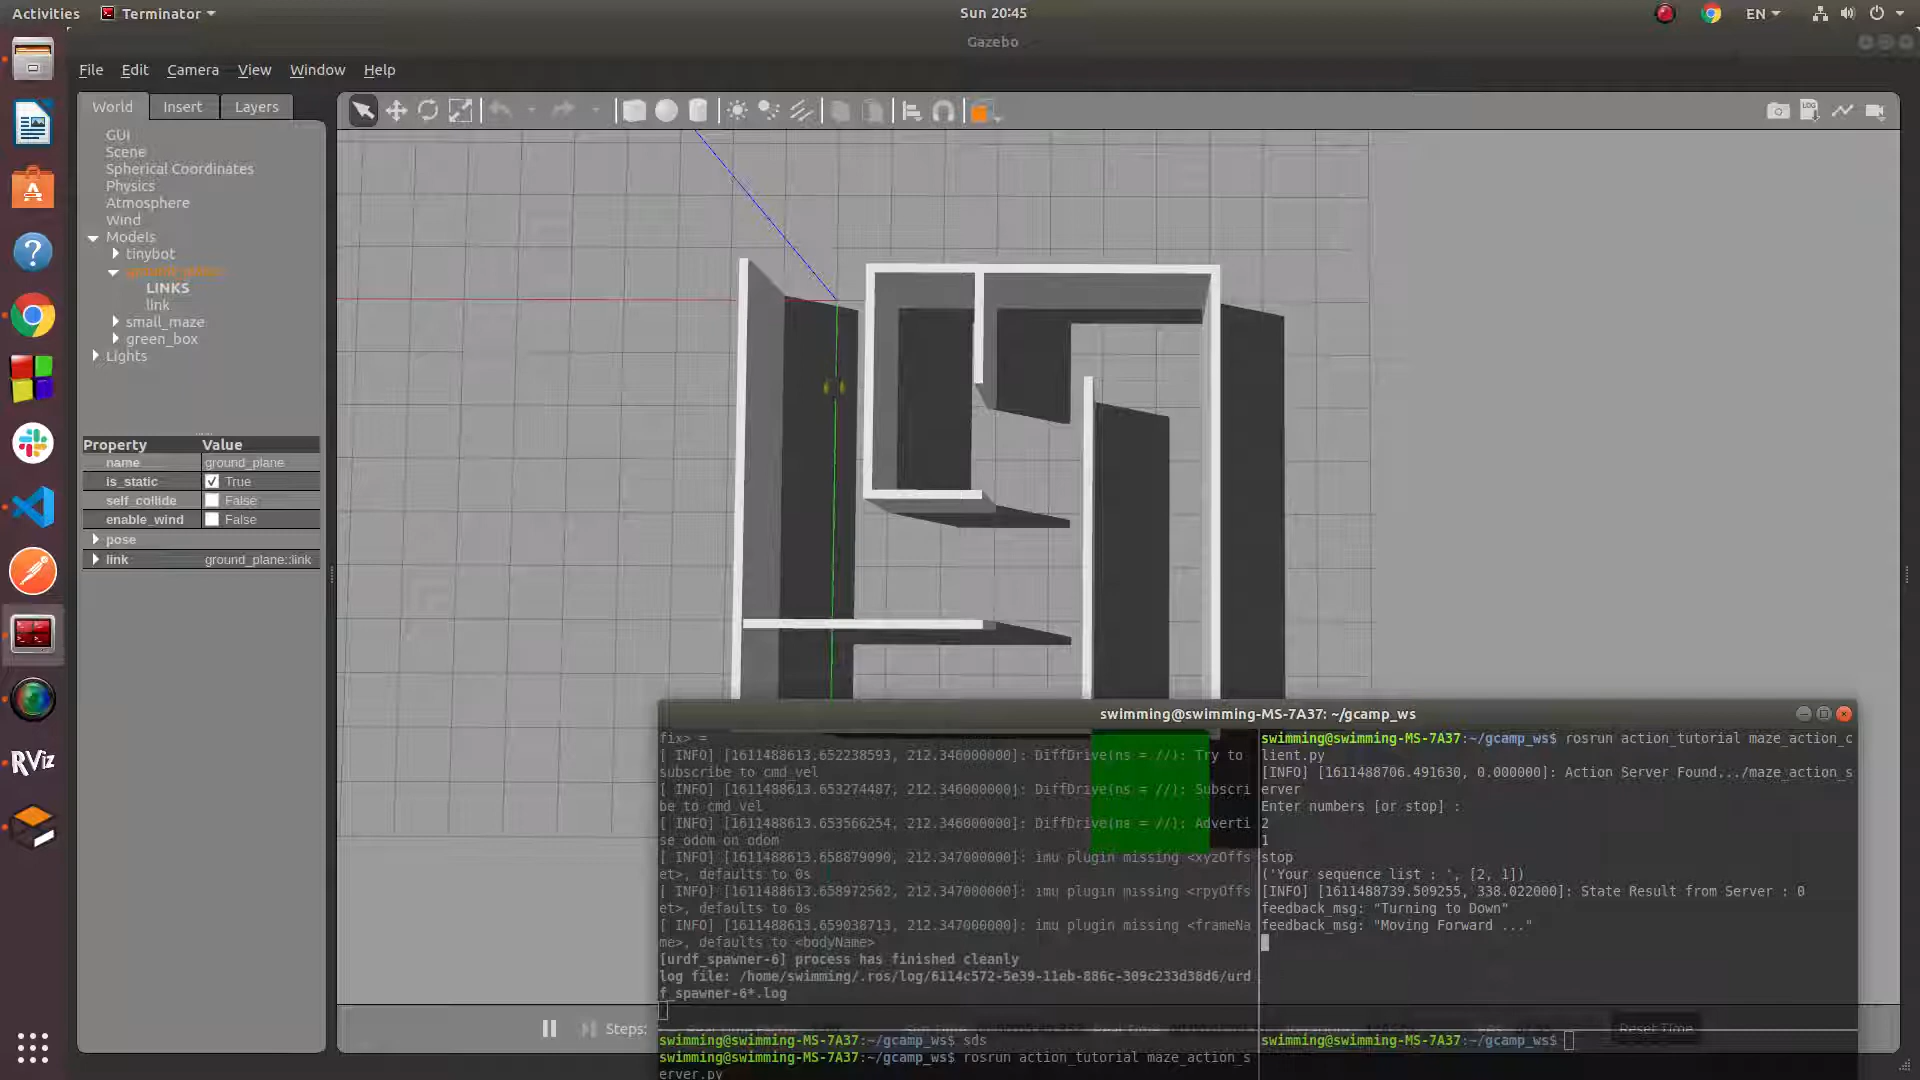 Activities
Terminator
Sun 20:45
EN
Gazebo
File Edit Camera View Window Help
World Insert Layers
GUI
Scene
Spherical Coordinates
Physics
Atmosphere
Wind
Models
tinybot
LINKS
link
small_maze
green_box
Lights
Property Value
name ground_plane
is_static True
self_collide False
enable_wind False
pose
link ground_plane::link
RViz
LOG
Steps:
Reset Time
swimming@swimming-MS-7A37: ~/gcamp_ws
fix> =
[ INFO] [1611488613.652238593, 212.346000000]: DiffDrive(ns = //): Try to
subscribe to cmd_vel
[ INFO] [1611488613.653274487, 212.346000000]: DiffDrive(ns = //): Subscri
be to cmd_vel
[ INFO] [1611488613.653566254, 212.346000000]: DiffDrive(ns = //): Adverti
se odom on odom
[ INFO] [1611488613.658879090, 212.347000000]: imu plugin missing <xyzOffs
et>, defaults to 0s
[ INFO] [1611488613.658972562, 212.347000000]: imu plugin missing <rpyOffs
et>, defaults to 0s
[ INFO] [1611488613.659038713, 212.347000000]: imu plugin missing <frameNa
me>, defaults to <bodyName>
[urdf_spawner-6] process has finished cleanly
log file: /home/swimming/.ros/log/6114c572-5e39-11eb-886c-309c233d38d6/urd
f_spawner-6*.log
swimming@swimming-MS-7A37:~/gcamp_ws$ rosrun action_tutorial maze_action_c
lient.py
[INFO] [1611488706.491630, 0.000000]: Action Server Found.../maze_action_s
erver
Enter numbers [or stop] :
2
1
stop
('Your sequence list : ', [2, 1])
[INFO] [1611488739.509255, 338.022000]: State Result from Server : 0
feedback_msg: "Turning to Down"
feedback_msg: "Moving Forward ..."
swimming@swimming-MS-7A37:~/gcamp_ws$ sds
swimming@swimming-MS-7A37:~/gcamp_ws$ rosrun action_tutorial maze_action_s
erver.py
swimming@swimming-MS-7A37:~/gcamp_ws$